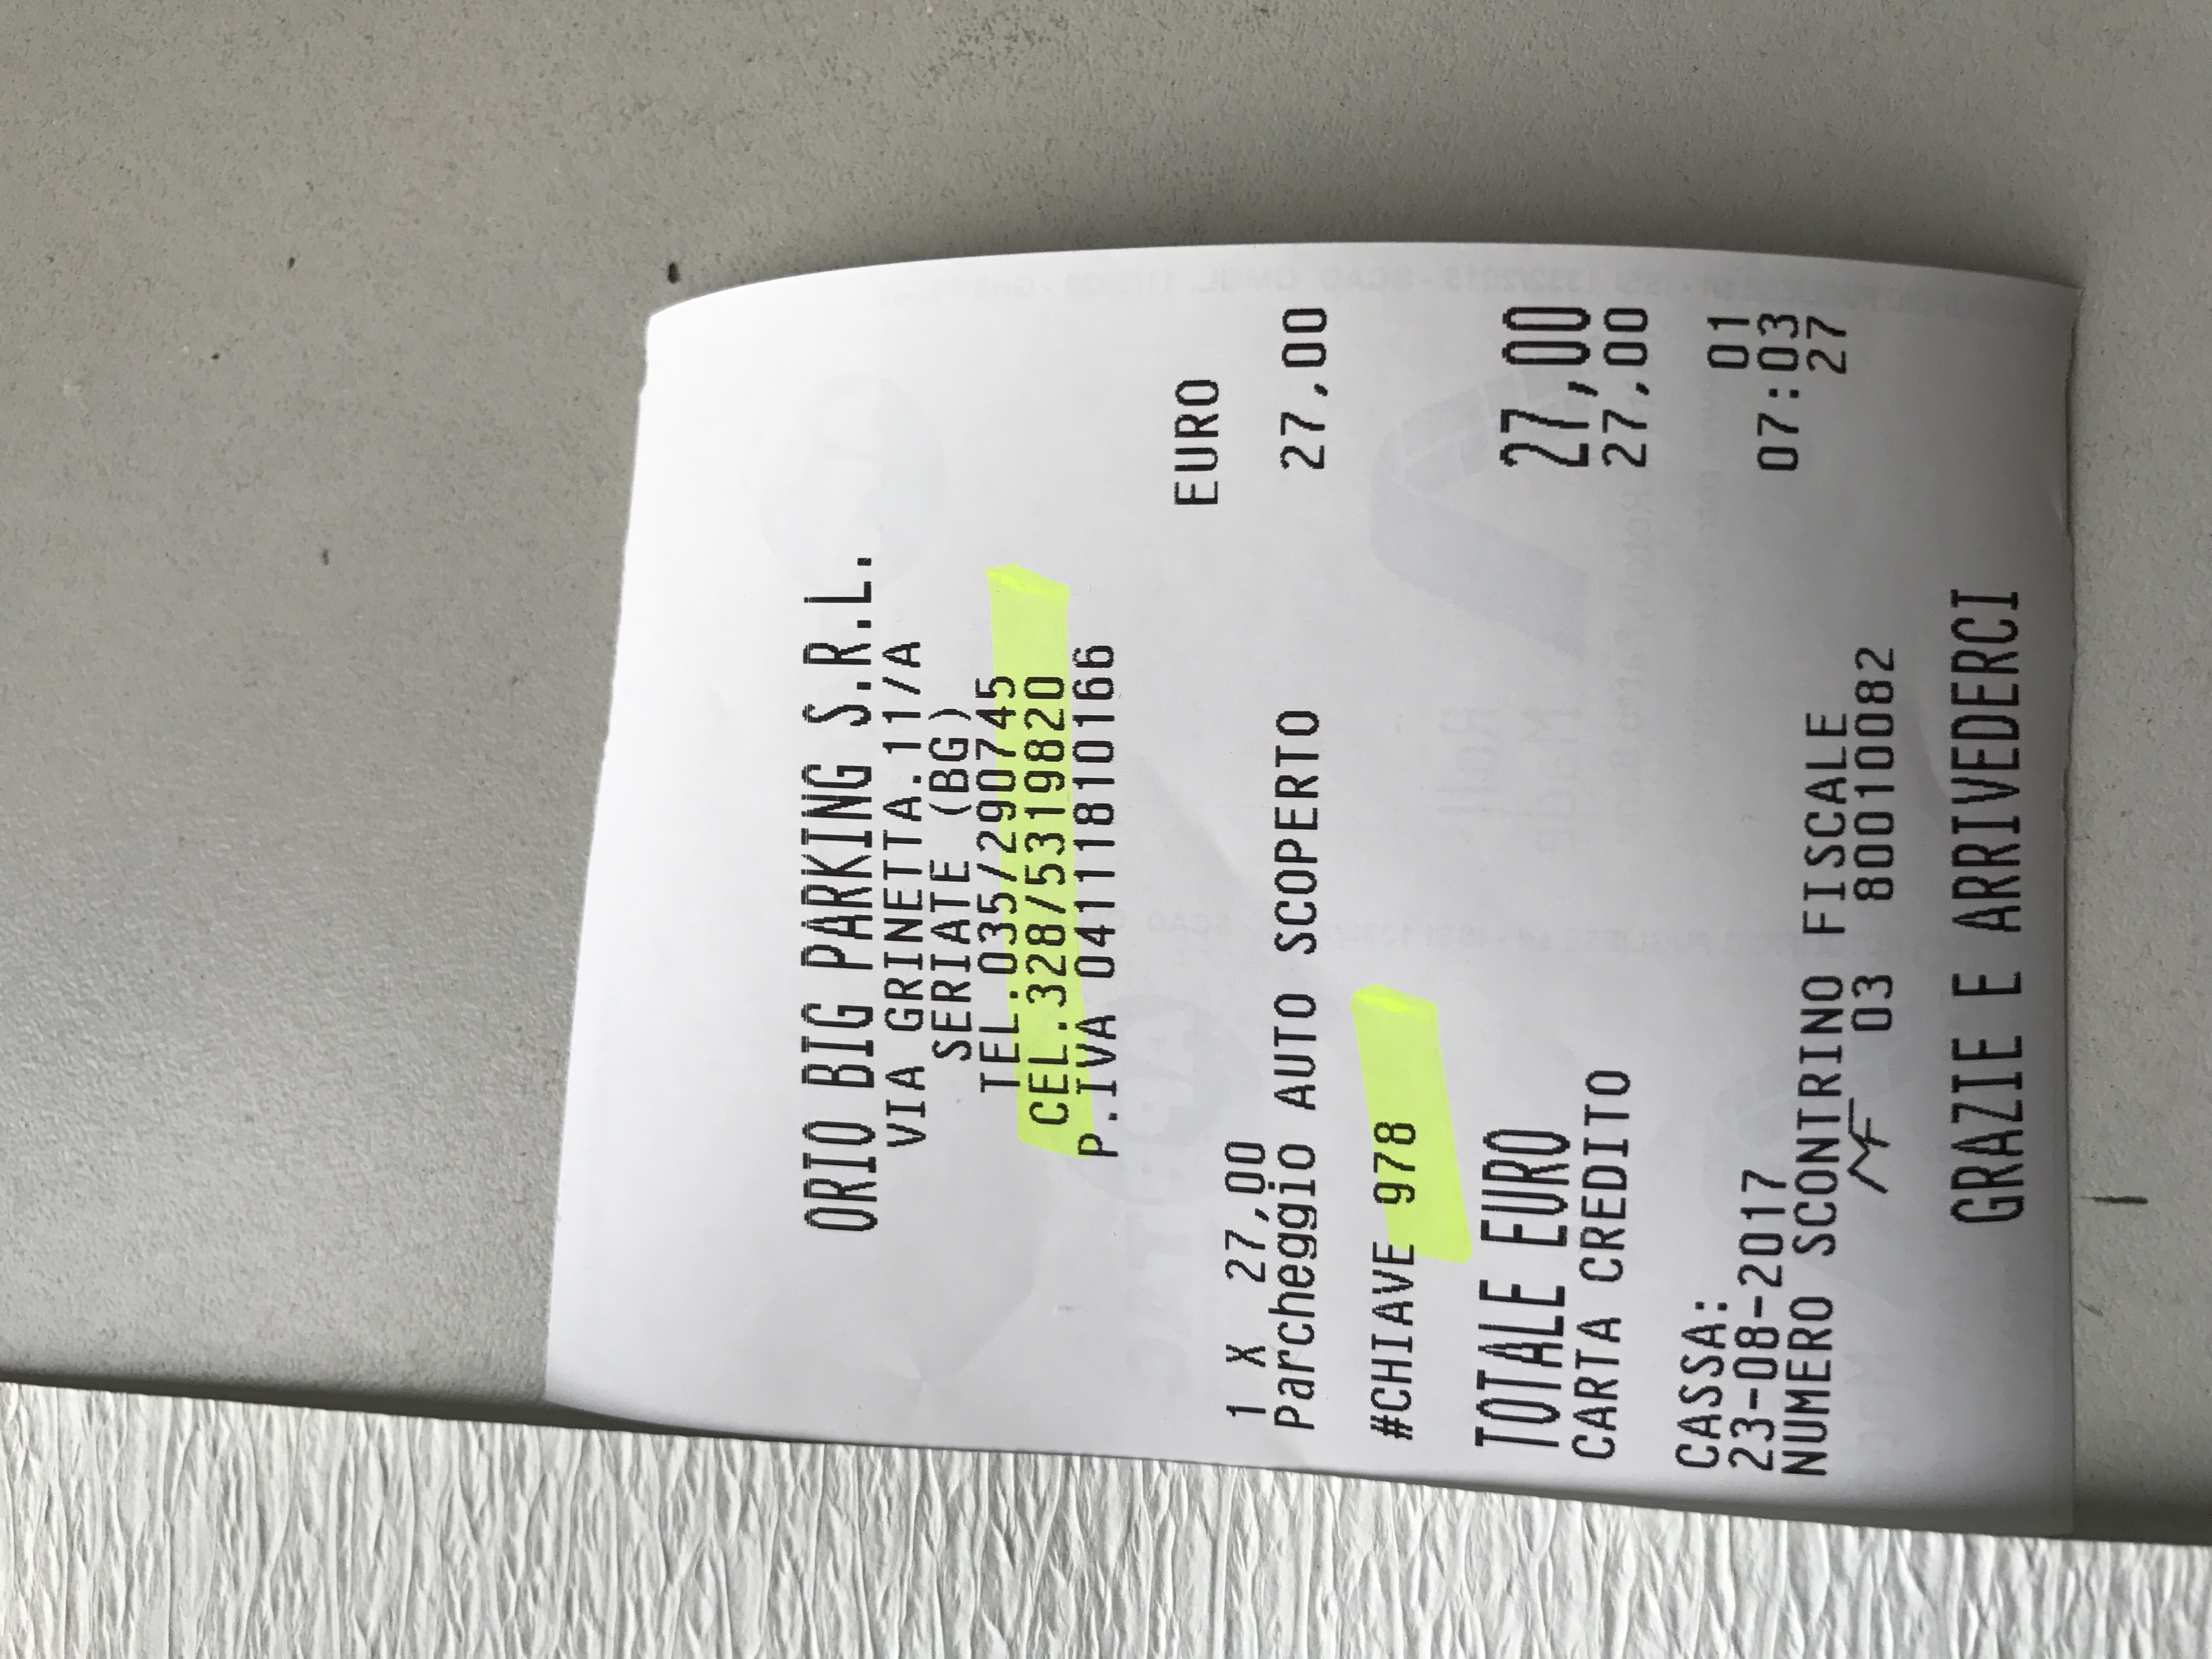 ORIO BIG PARKING S.R.L.
VIA GRINETTA.11/A
SERIATE (BG)
TEL:035/290745
CEL.328/5319820
P.IVA 04111810166
EURO
1 X 27,00
Parcheggio AUTO SCOPERTO 27,00
#CHIAVE 978
TOTALE EURO 27,00
CARTA CREDITO 27,00
CASSA: 01
23-08-2017 07:03
NUMERO SCONTRINO FISCALE 27
MF 03 80010082
GRAZIE E ARRIVEDERCI